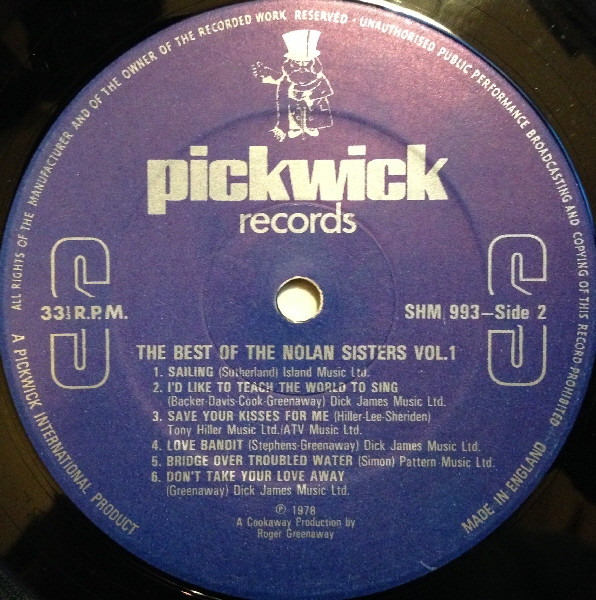 ALL RIGHTS OF THE MANUFACTURER AND OF THE OWNER OF THE RECORDED WORK RESERVED · UNAUTHORISED PUBLIC PERFORMANCE BROADCASTING AND COPYING OF THIS RECORD PROHIBITED
pickwick
records
33⅓ R.P.M.
SHM 993–Side 2
THE BEST OF THE NOLAN SISTERS VOL.1
1. SAILING (Sutherland) Island Music Ltd.
2. I'D LIKE TO TEACH THE WORLD TO SING
(Backer-Davis-Cook-Greenaway) Dick James Music Ltd.
3. SAVE YOUR KISSES FOR ME (Hiller-Lee-Sheriden)
Tony Hiller Music Ltd./ATV Music Ltd.
4. LOVE BANDIT (Stephens-Greenaway) Dick James Music Ltd.
5. BRIDGE OVER TROUBLED WATER (Simon) Pattern Music Ltd.
6. DON'T TAKE YOUR LOVE AWAY
(Greenaway) Dick James Music Ltd.
℗ 1978
A Cookaway Production by
Roger Greenaway
A PICKWICK INTERNATIONAL PRODUCT
MADE IN ENGLAND